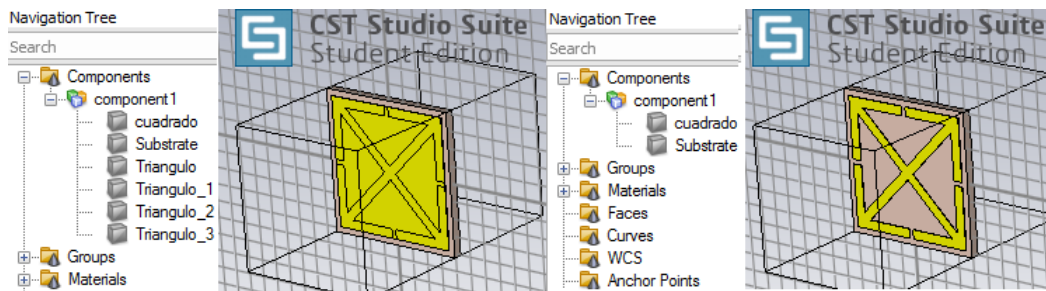 Navigation Tree
Search
Components
component1
cuadrado
Substrate
Triangulo
Triangulo_1
Triangulo_2
Triangulo_3
Groups
Materials
CST Studio Suite
Student Edition
Navigation Tree
Search
Components
component1
cuadrado
Substrate
Groups
Materials
Faces
Curves
WCS
Anchor Points
CST Studio Suite
Student Edition